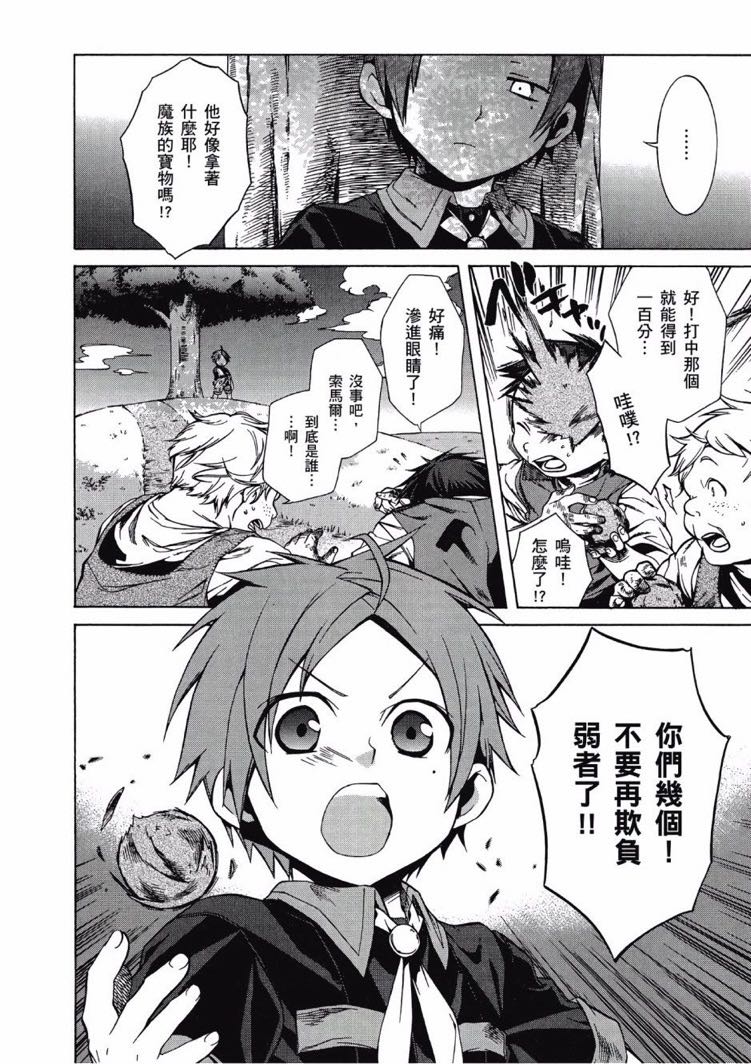 ……
他好像拿著
什麼耶！
魔族的寶物嗎!?
好！打中那個
就能得到
一百分…
哇噗!?
ベキャッ
嗚哇！
怎麼了!?
好痛！
滲進眼睛了！
沒事吧，
索馬爾…
到底是誰…
…啊！
你們幾個！
不要再欺負
弱者了!!